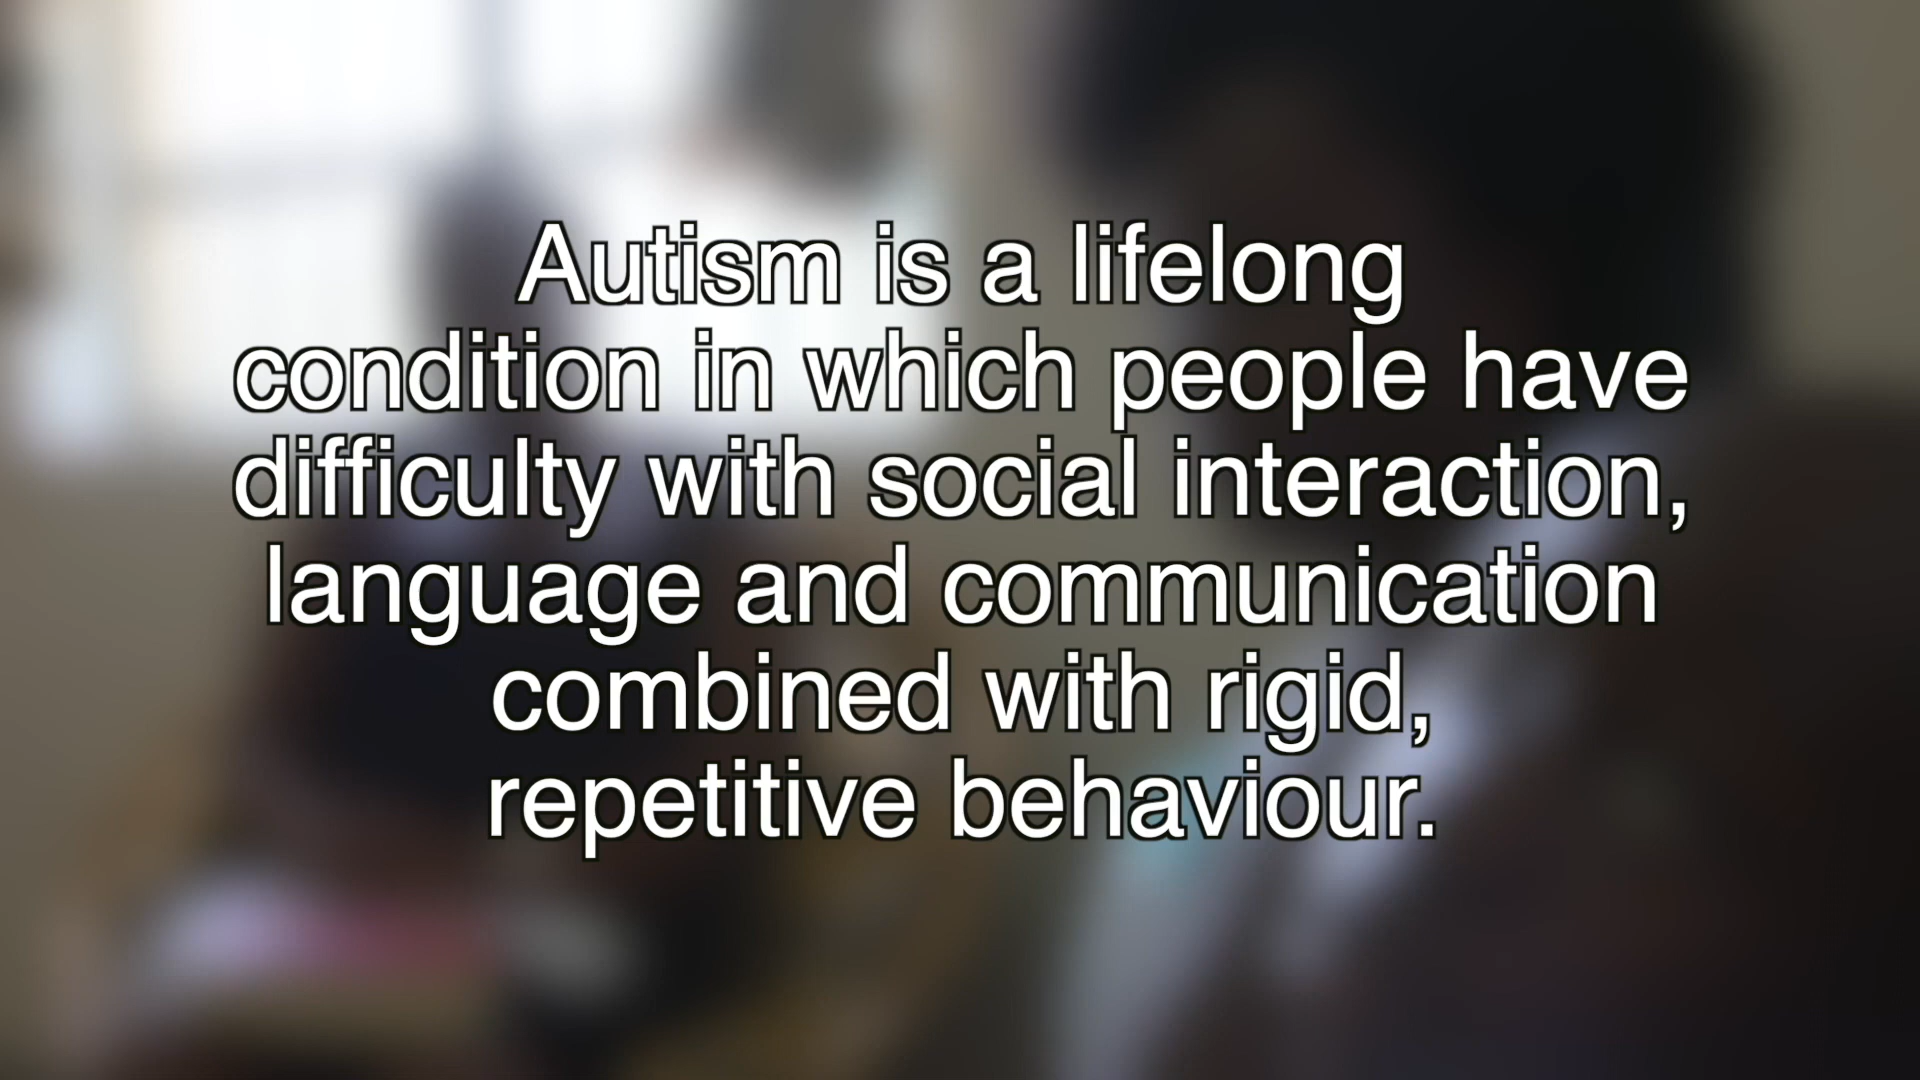 Autism is a lifelong
condition in which people have
difficulty with social interaction,
language and communication
combined with rigid,
repetitive behaviour.